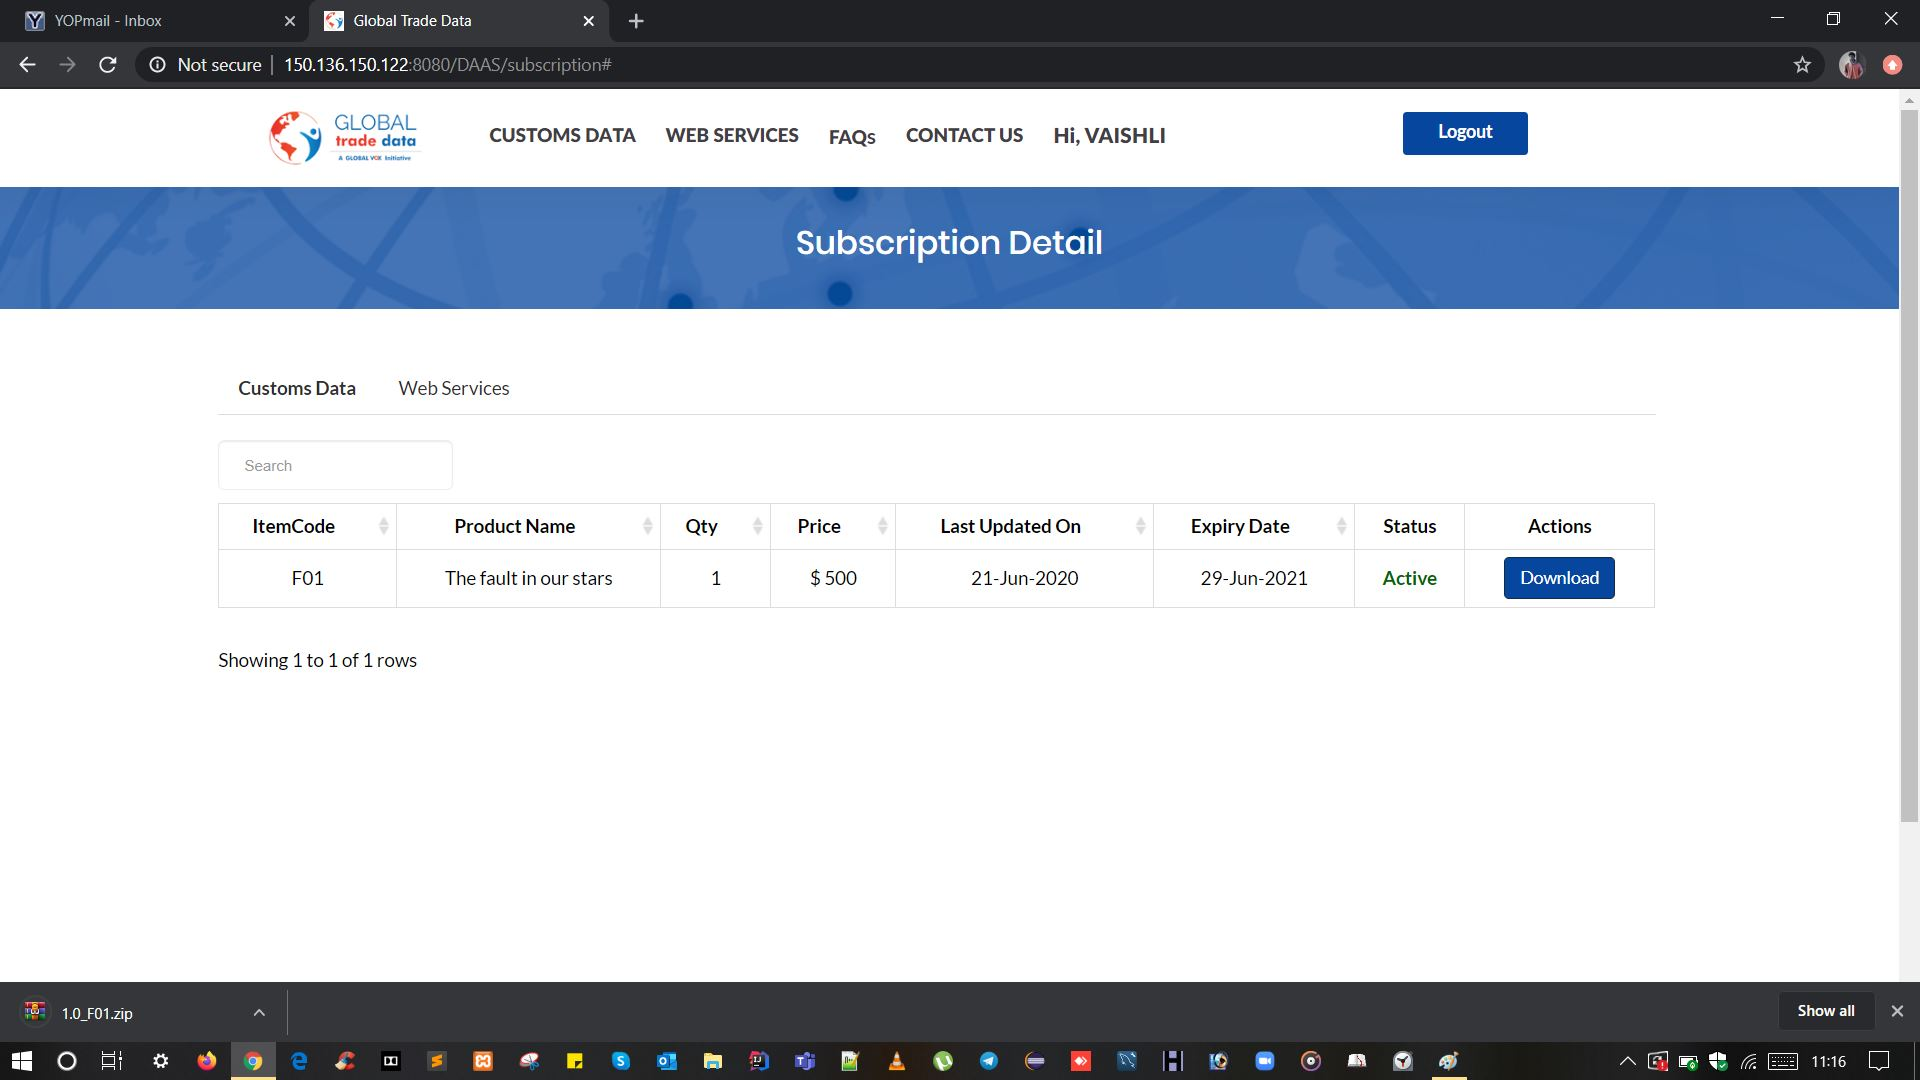 YOPmail - Inbox
Global Trade Data
Not secure | 150.136.150.122:8080/DAAS/subscription#
GLOBAL
trade data
A GLOBAL VOX Initiative
CUSTOMS DATA WEB SERVICES FAQs CONTACT US Hi, VAISHLI
Logout
Subscription Detail
Customs Data Web Services
Search
ItemCode Product Name Qty Price Last Updated On Expiry Date Status Actions
F01 The fault in our stars 1 $ 500 21-Jun-2020 29-Jun-2021 Active Download
Showing 1 to 1 of 1 rows
1.0_F01.zip
Show all
11:16